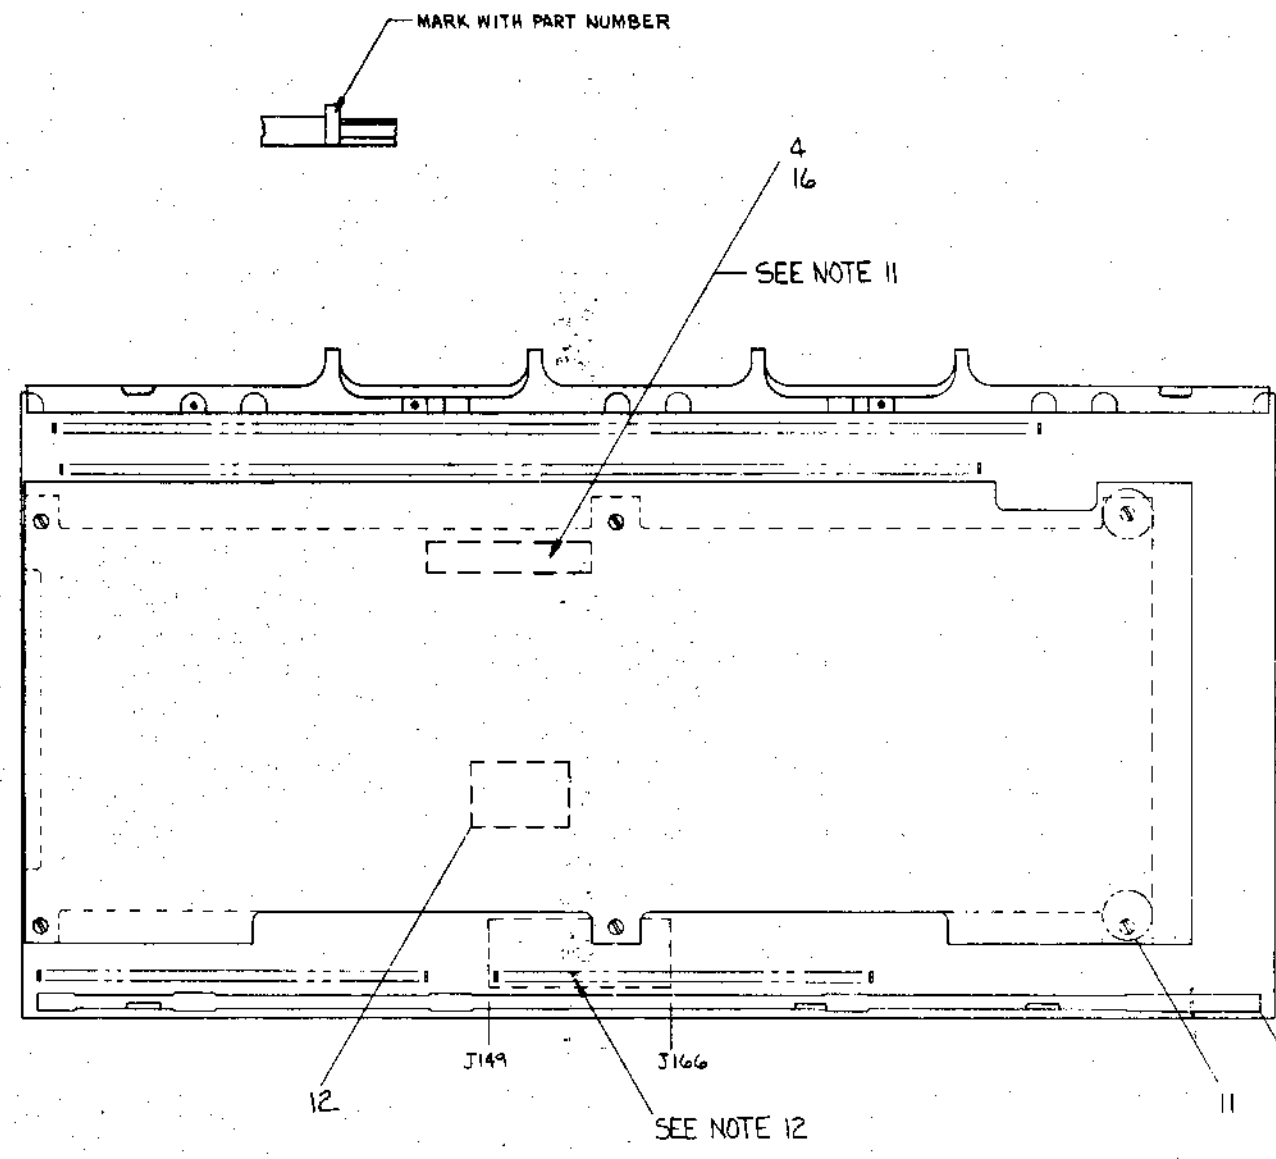 MARK WITH PART NUMBER
4
16
SEE NOTE 11
J149
J166
12
11
SEE NOTE 12